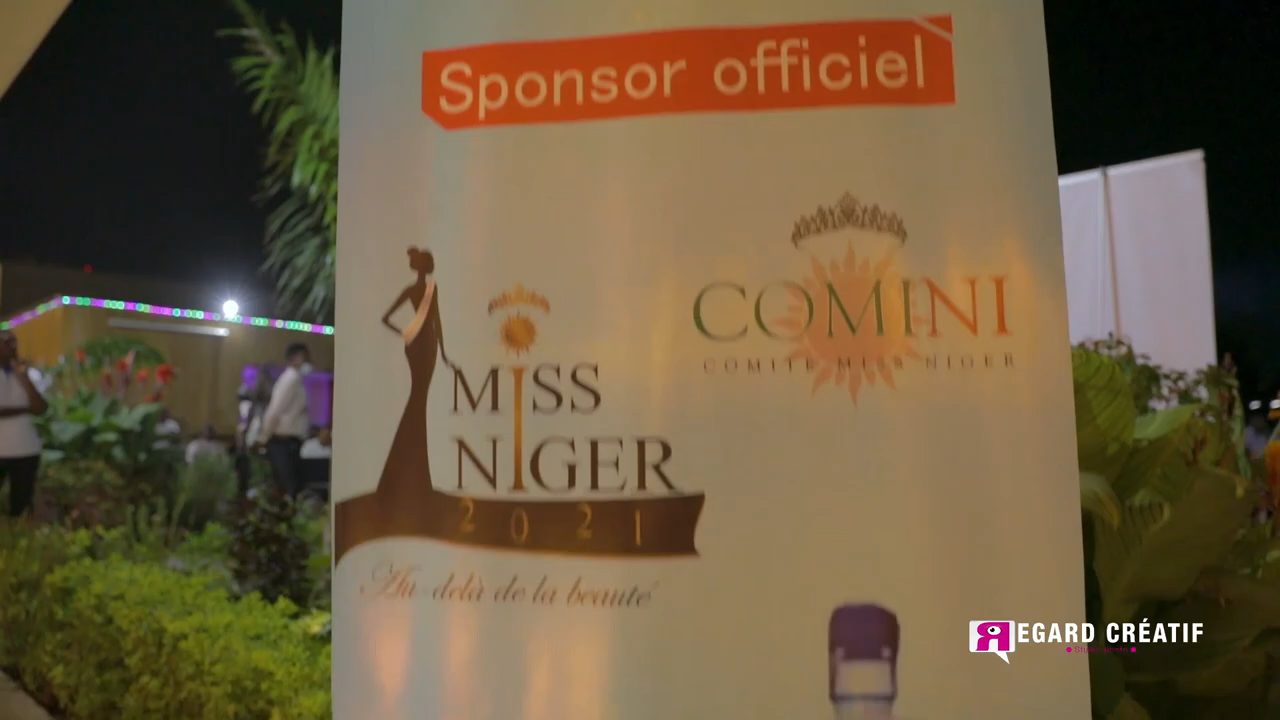 Sponsor officiel
COMINI
COMITE MISS NIGER
MISS
NIGER
2021
Au-delà de la beauté
REGARD CRÉATIF